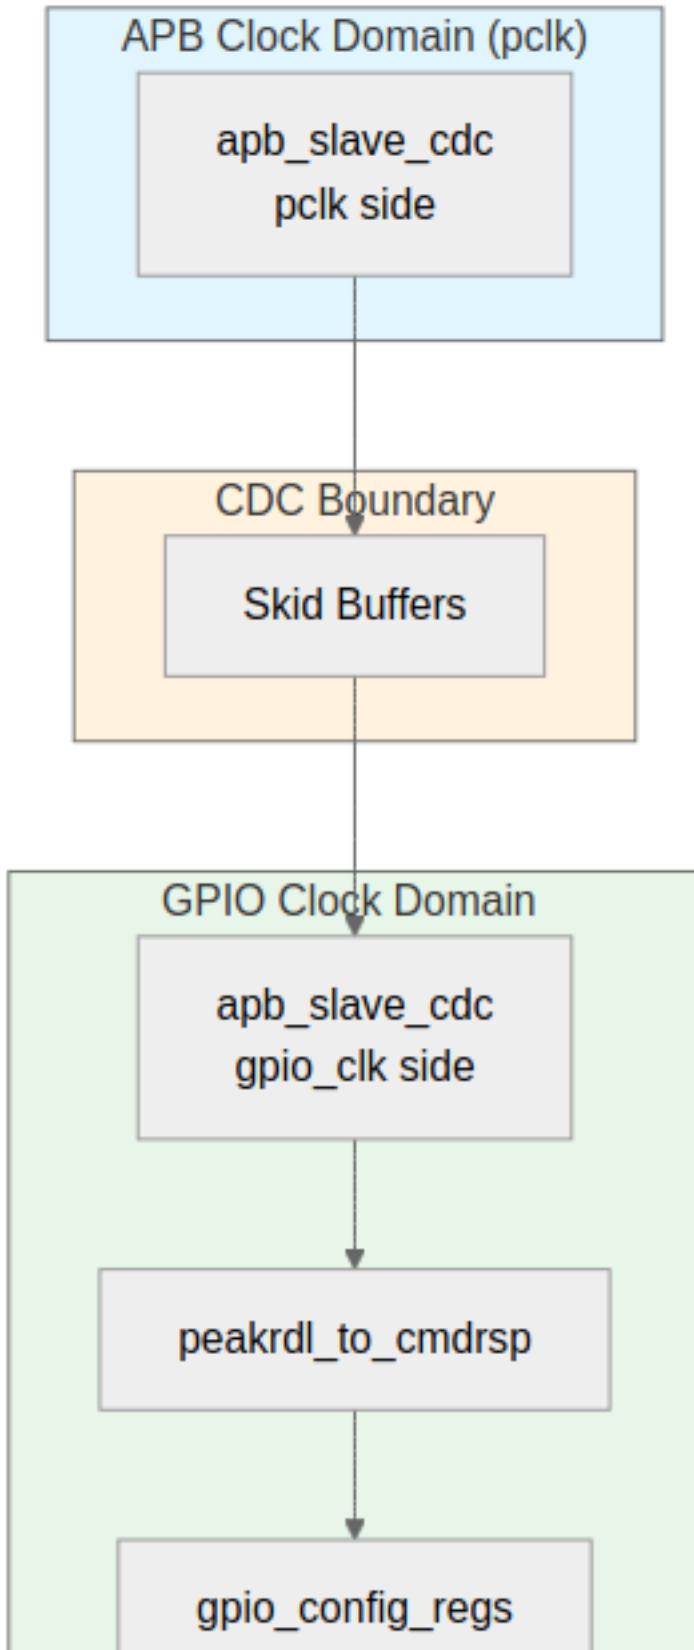 APB Clock Domain (pclk)
apb_slave_cdc
pclk side
CDC Boundary
Skid Buffers
GPIO Clock Domain
apb_slave_cdc
gpio_clk side
peakrdl_to_cmdrsp
gpio_config_regs